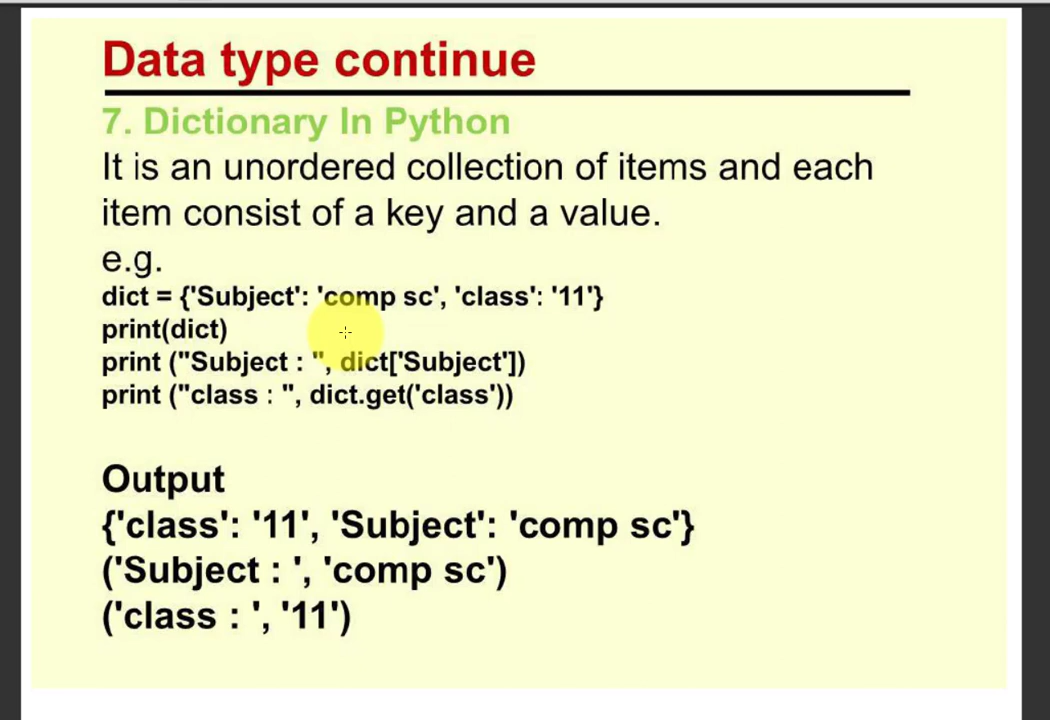 Data type continue
7. Dictionary In Python
It is an unordered collection of items and each
item consist of a key and a value.
e.g.
dict = {'Subject': 'comp sc', 'class': '11'}
print(dict)
print ("Subject : ", dict['Subject'])
print ("class : ", dict.get('class'))
Output
{'class': '11', 'Subject': 'comp sc'}
('Subject : ', 'comp sc')
('class : ', '11')